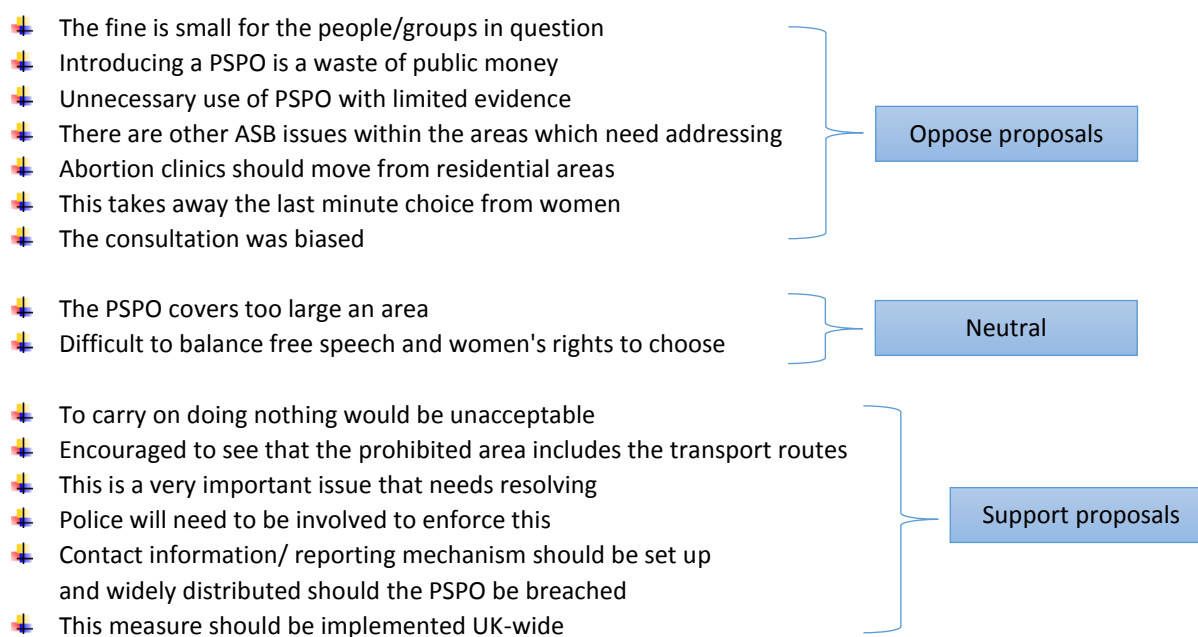 The fine is small for the people/groups in question
Introducing a PSPO is a waste of public money
Unnecessary use of PSPO with limited evidence
There are other ASB issues within the areas which need addressing
Abortion clinics should move from residential areas
This takes away the last minute choice from women
The consultation was biased
Oppose proposals
The PSPO covers too large an area
Difficult to balance free speech and women's rights to choose
Neutral
To carry on doing nothing would be unacceptable
Encouraged to see that the prohibited area includes the transport routes
This is a very important issue that needs resolving
Police will need to be involved to enforce this
Contact information/ reporting mechanism should be set up
and widely distributed should the PSPO be breached
This measure should be implemented UK-wide
Support proposals